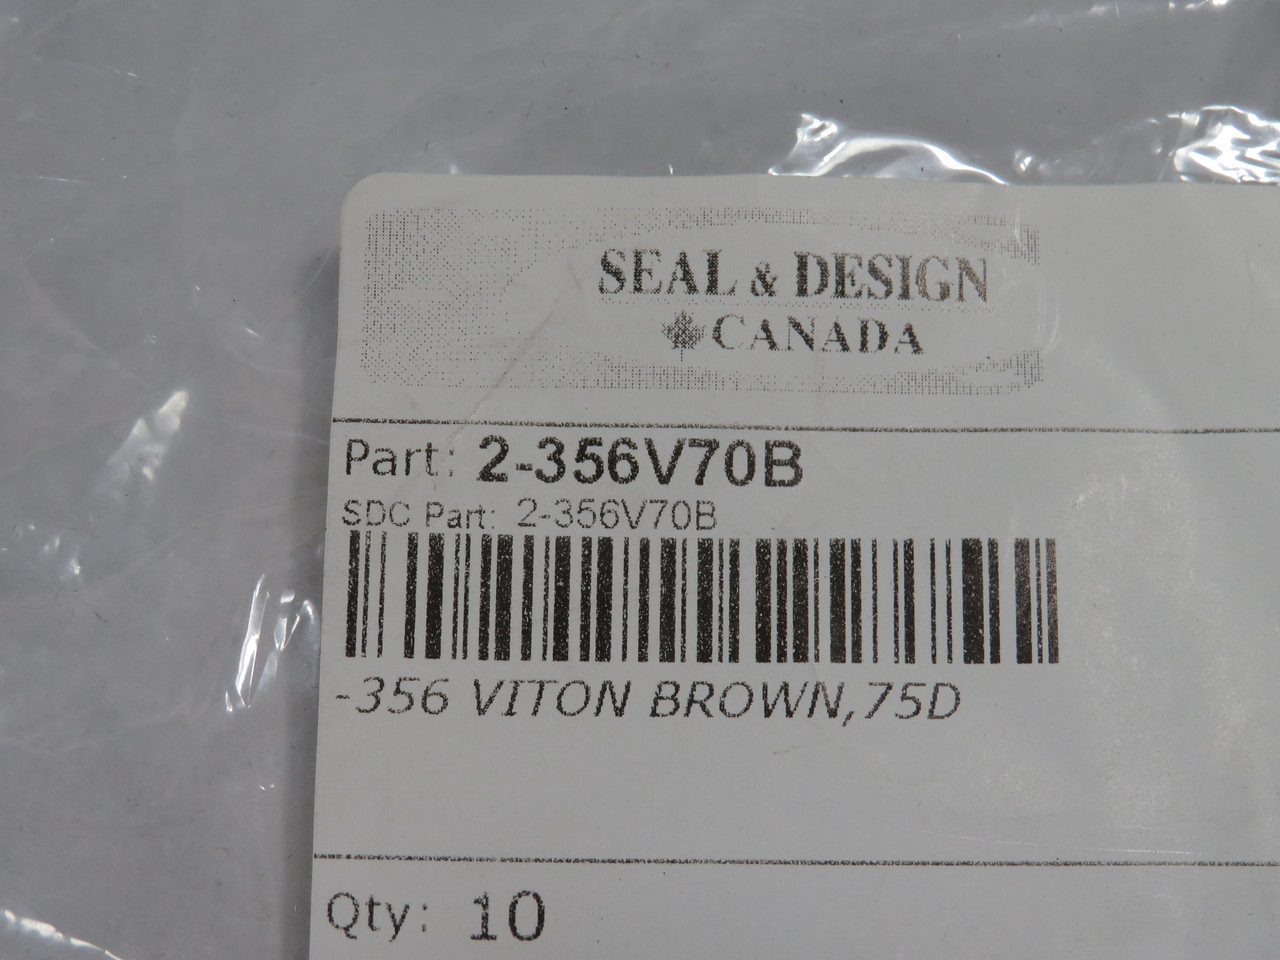 SEAL & DESIGN
CANADA
Part: 2-356V70B
SDC Part: 2-356V70B
-356 VITON BROWN,75D
Qty: 10